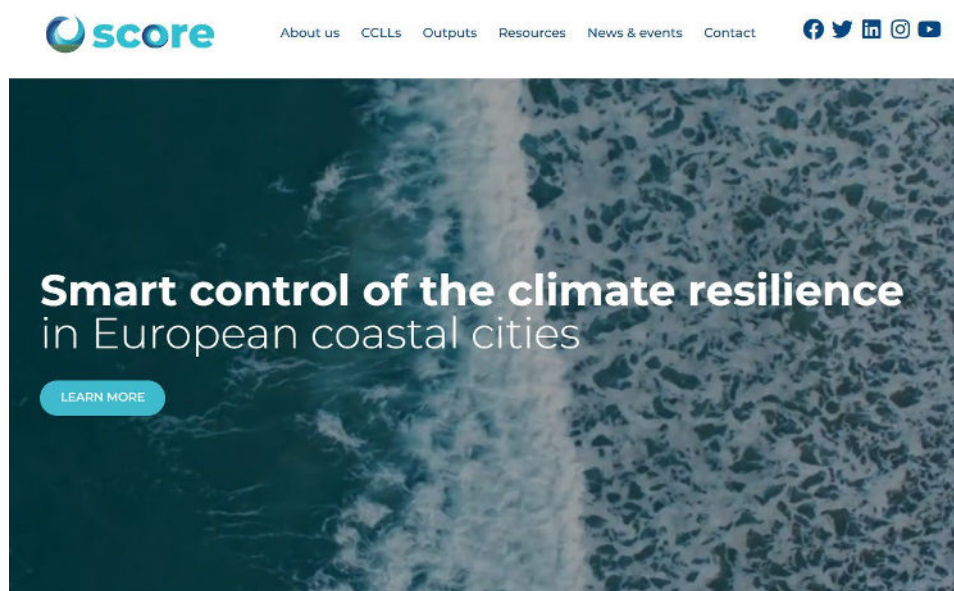 score
About us CCLLs Outputs Resources News & events Contact
Smart control of the climate resilience
in European coastal cities
LEARN MORE